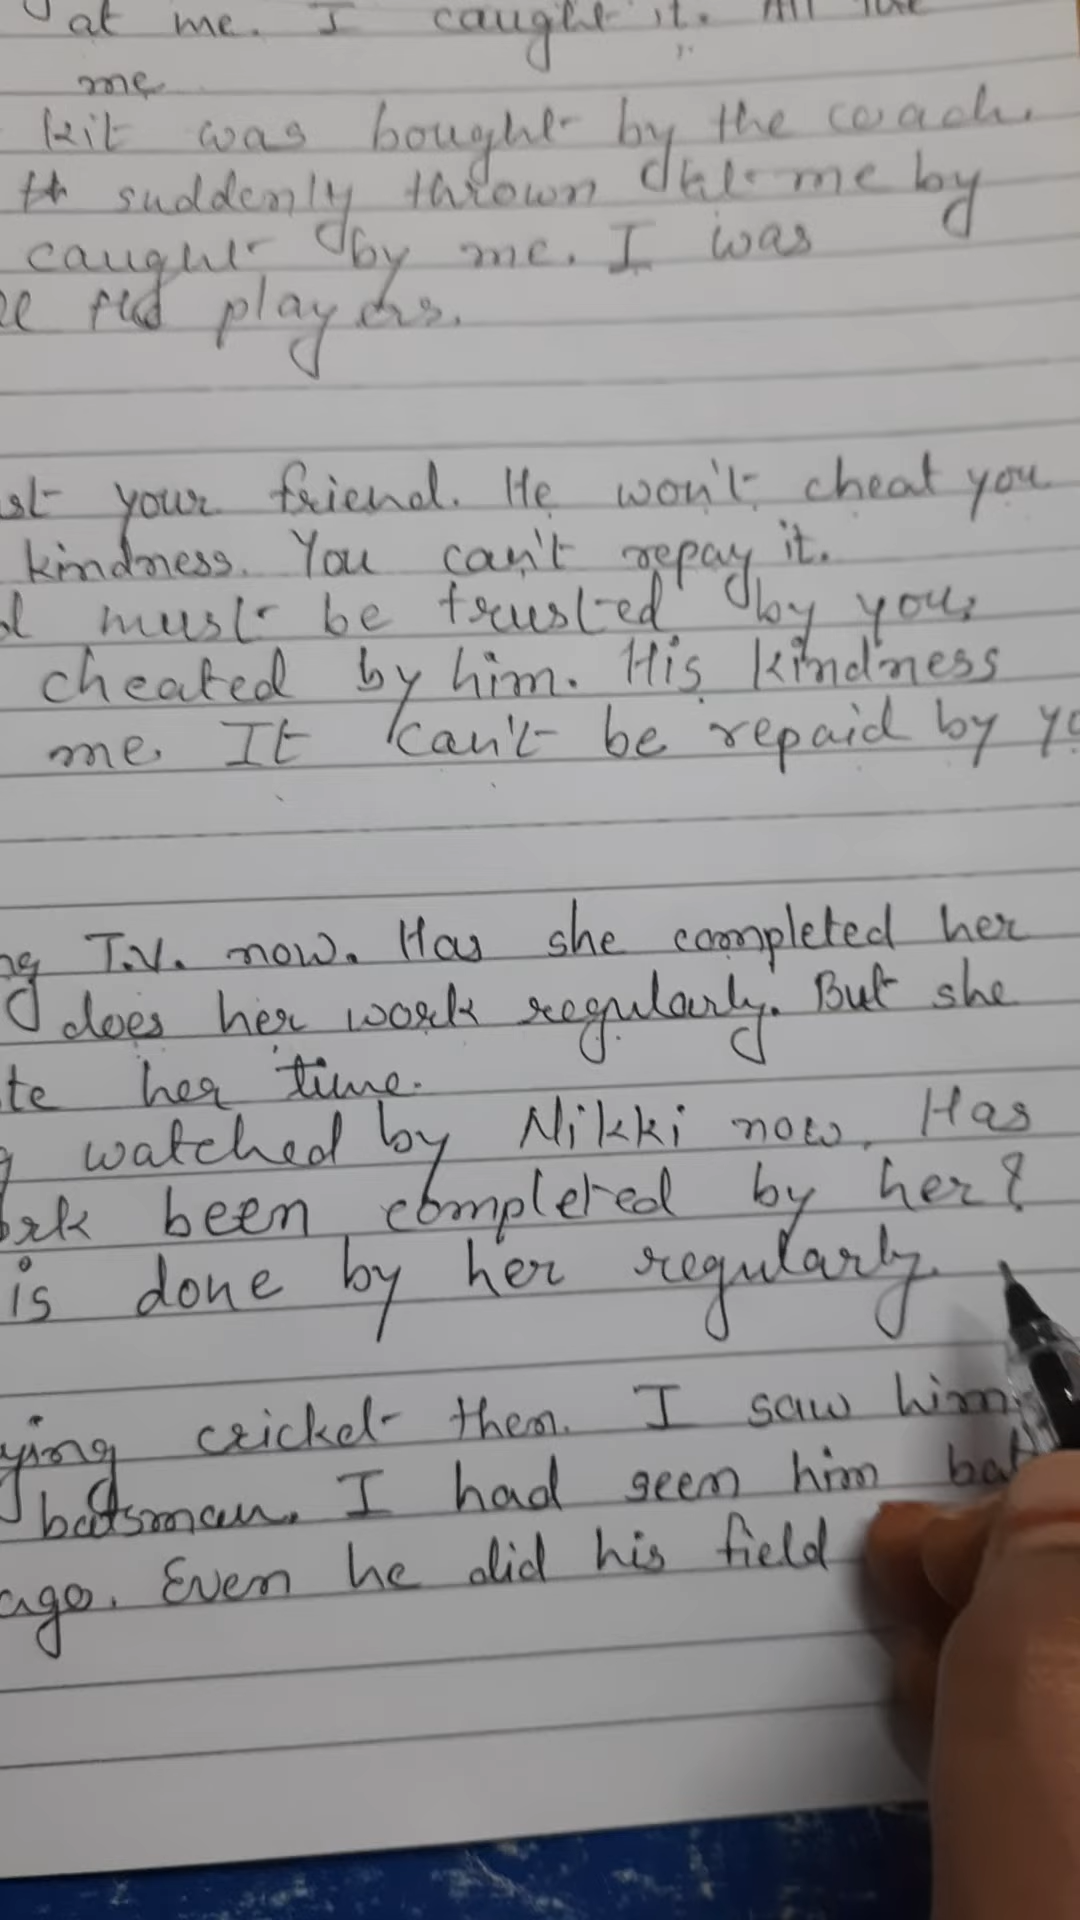 at me. I caught it. All
me
kit was bought by the coach.
suddenly thrown at me by
caught by me. I was
players.
your friend. He won't cheat you
kindness. You can't repay it.
must be trusted by you.
cheated by him. His kindness
me. It can't be repaid by
T.V. now. Has she completed her
does her work regularly. But she
her time.
watched by Nikki now. Has
been completed by her?
is done by her regularly.
cricket then. I saw him
batsman. I had seen him bat
ago. Even he did his field